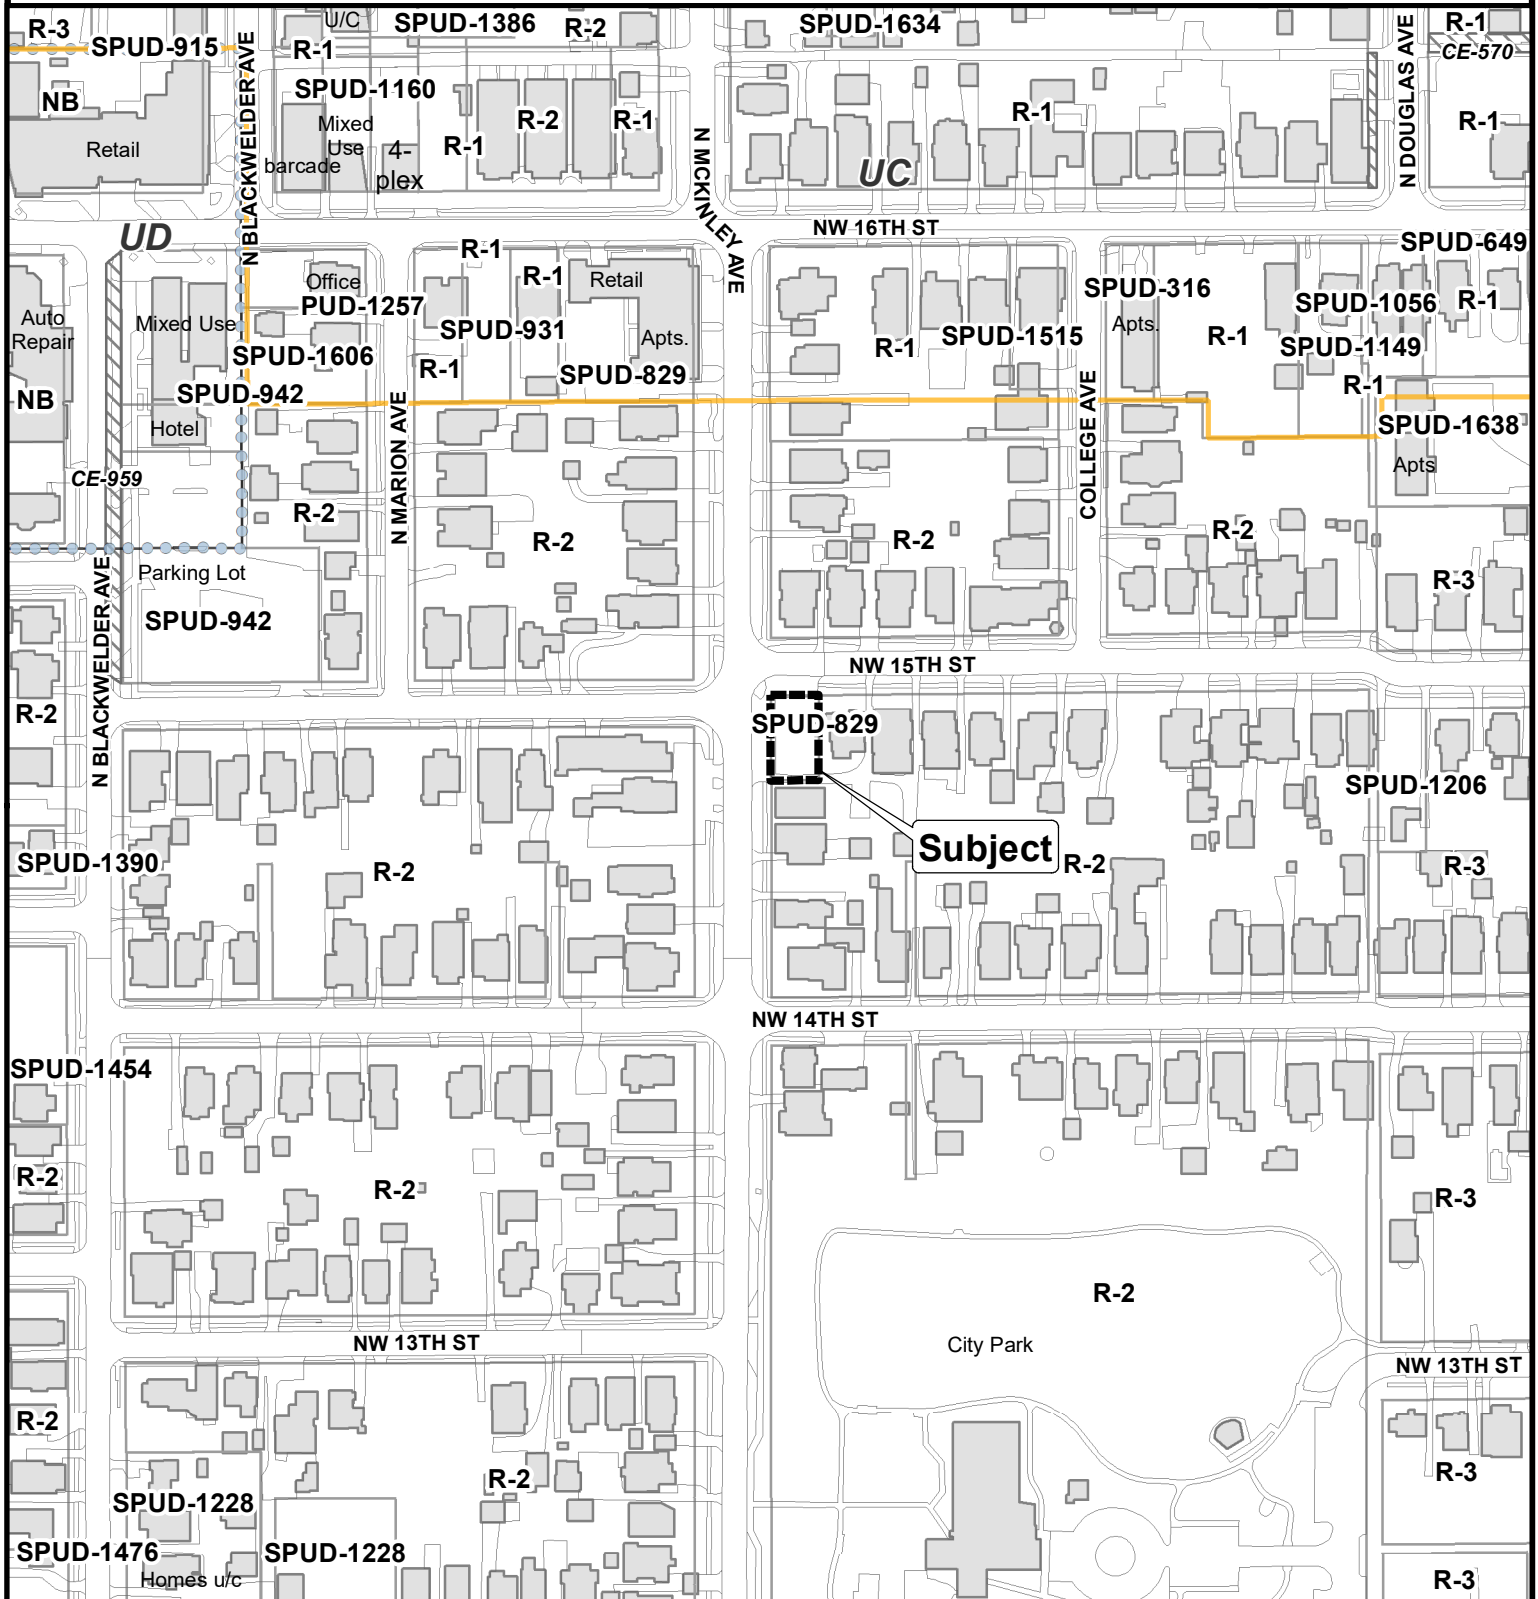 R-3
SPUD-915
U/C
SPUD-1386
R-2
SPUD-1634
R-1
R-1
CE-570
N BLACKWELDER AVE
N DOUGLAS AVE
NB
SPUD-1160
Mixed
Use
barcade
4-
plex
R-1
R-2
R-1
R-1
R-1
Retail
N MCKINLEY AVE
UC
UD
NW 16TH ST
SPUD-649
R-1
Office
PUD-1257
R-1
Retail
SPUD-316
SPUD-1056
R-1
Auto
Repair
Mixed Use
SPUD-931
Apts.
SPUD-1515
Apts.
R-1
SPUD-1606
R-1
SPUD-829
R-1
SPUD-1149
R-1
NB
SPUD-942
N MARION AVE
COLLEGE AVE
SPUD-1638
Hotel
Apts
CE-959
R-2
R-2
R-2
R-2
Parking Lot
R-3
N BLACKWELDER AVE
SPUD-942
NW 15TH ST
R-2
SPUD-829
SPUD-1206
Subject
SPUD-1390
R-2
R-2
R-3
NW 14TH ST
SPUD-1454
R-2
R-2
R-3
R-2
City Park
NW 13TH ST
NW 13TH ST
R-2
R-2
R-3
SPUD-1228
SPUD-1476
SPUD-1228
Homes u/c
R-3